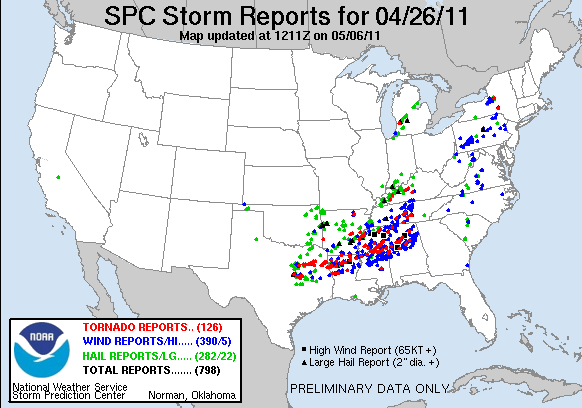 SPC Storm Reports for 04/26/11
Map updated at 1211Z on 05/06/11
TORNADO REPORTS.. (126)
WIND REPORTS/HI..... (390/5)
HAIL REPORTS/LG..... (282/22)
TOTAL REPORTS....... (798)
NOAA
National Weather Service
Storm Prediction Center Norman, Oklahoma
High Wind Report (65KT +)
Large Hail Report (2" dia. +)
PRELIMINARY DATA ONLY